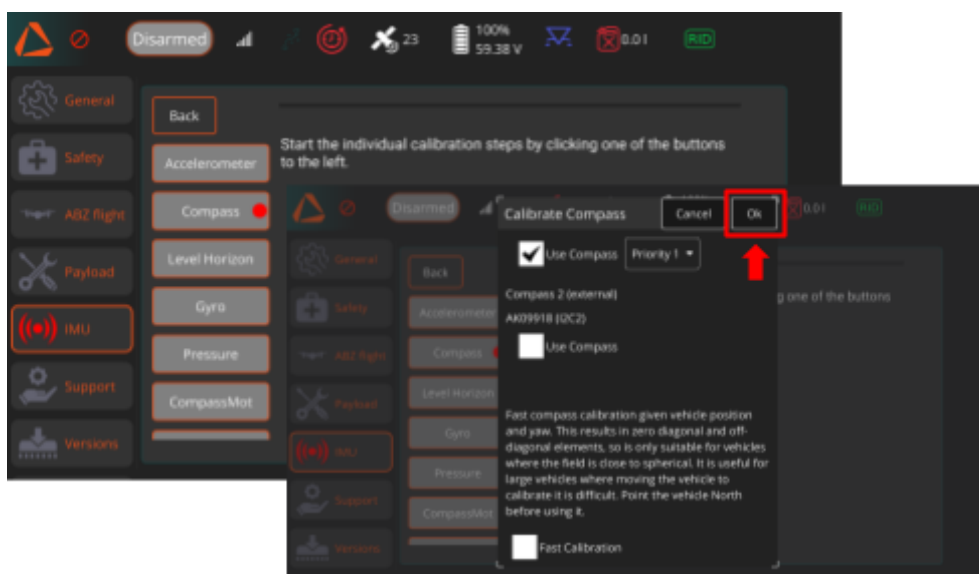 Disarmed
23
100%
59.38 V
0.0 l
RID
General
Safety
ABZ flight
Payload
IMU
Support
Versions
Back
Accelerometer
Compass
Level Horizon
Gyro
Pressure
CompassMot
Start the individual calibration steps by clicking one of the buttons
to the left.
Disarmed
0.0 l
RID
General
Safety
ABZ flight
Payload
IMU
Support
Versions
Back
Accelerometer
Compass
Level Horizon
Gyro
Pressure
CompassMot
g one of the buttons
Calibrate Compass
Cancel
Ok
Use Compass
Priority 1
Compass 2 (external)
AK09918 (I2C2)
Use Compass
Fast compass calibration given vehicle position
and yaw. This results in zero diagonal and off-
diagonal elements, so is only suitable for vehicles
where the field is close to spherical. It is useful for
large vehicles where moving the vehicle to
calibrate it is difficult. Point the vehicle North
before using it.
Fast Calibration